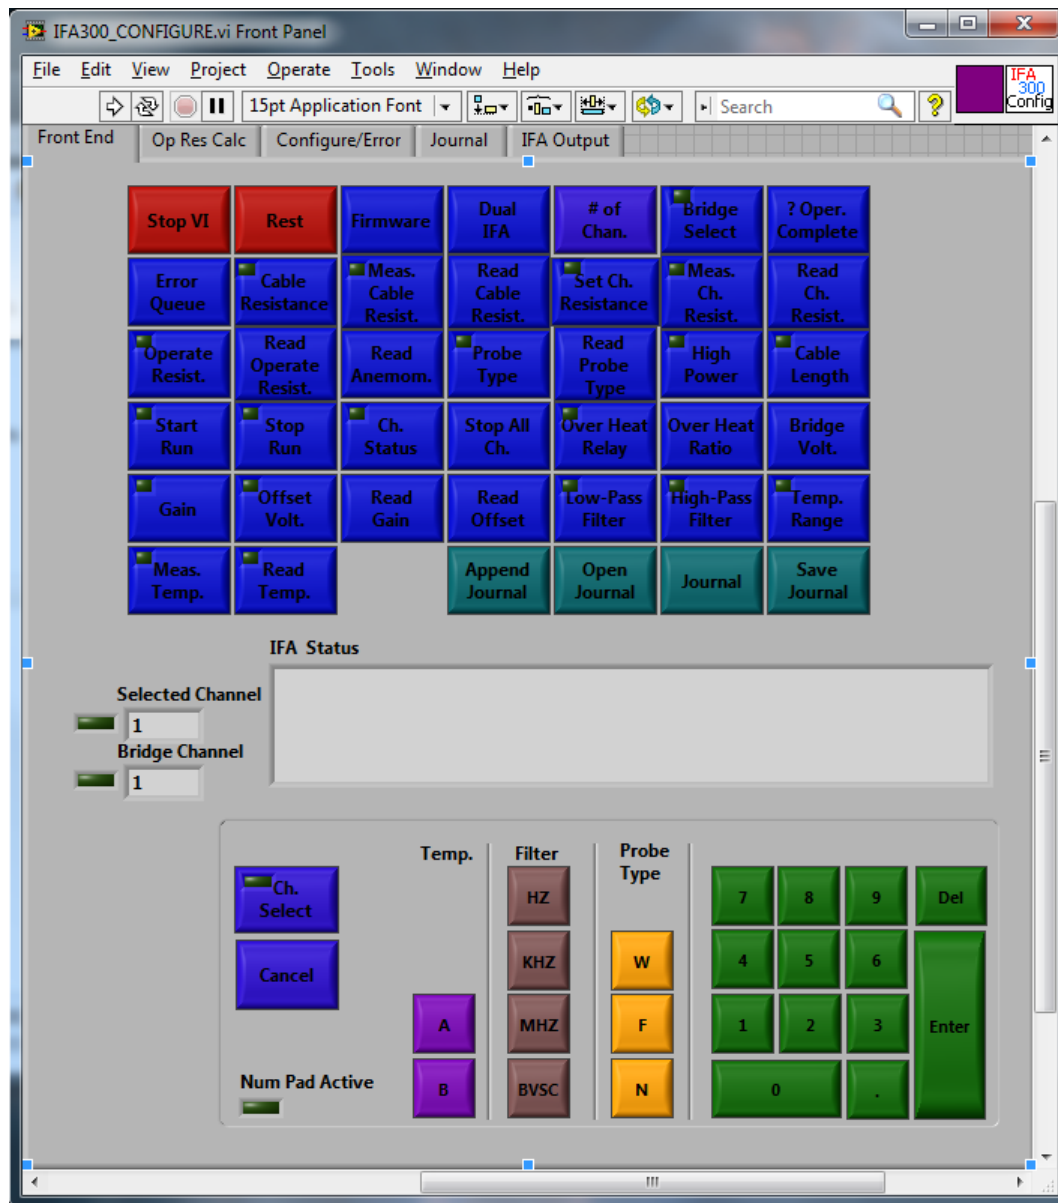 IFA300_CONFIGURE.vi Front Panel
File Edit View Project Operate Tools Window Help
15pt Application Font
Search
?
IFA
300
Config
Front End
Op Res Calc
Configure/Error
Journal
IFA Output
Stop VI
Rest
Firmware
Dual
IFA
# of
Chan.
Bridge
Select
? Oper.
Complete
Error
Queue
Cable
Resistance
Meas.
Cable
Resist.
Read
Cable
Resist.
Set Ch.
Resistance
Meas.
Ch.
Resist.
Read
Ch.
Resist.
Operate
Resist.
Read
Operate
Resist.
Read
Anemom.
Probe
Type
Read
Probe
Type
High
Power
Cable
Length
Start
Run
Stop
Run
Ch.
Status
Stop All
Ch.
Over Heat
Relay
Over Heat
Ratio
Bridge
Volt.
Gain
Offset
Volt.
Read
Gain
Read
Offset
Low-Pass
Filter
High-Pass
Filter
Temp.
Range
Meas.
Temp.
Read
Temp.
Append
Journal
Open
Journal
Journal
Save
Journal
IFA Status
Selected Channel
1
Bridge Channel
1
Ch.
Select
Cancel
Num Pad Active
Temp.
A
B
Filter
HZ
KHZ
MHZ
BVSC
Probe
Type
W
F
N
7
8
9
Del
4
5
6
1
2
3
Enter
0
.